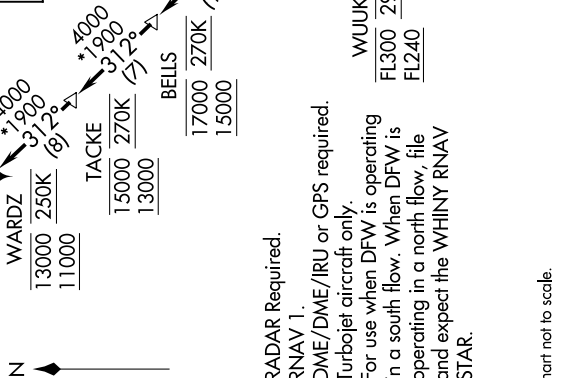 4000
*1900
312°
(7)
BELLS
17000 270K
15000
4000
*1900
312°
(8)
TACKE
15000 270K
13000
WARDZ
13000 250K
11000
N
WUUK
FL300 29
FL240
RADAR Required.
RNAV 1.
DME/DME/IRU or GPS required.
Turbojet aircraft only.
For use when DFW is operating
in a south flow. When DFW is
operating in a north flow, file
and expect the WHINY RNAV
STAR.
hart not to scale.